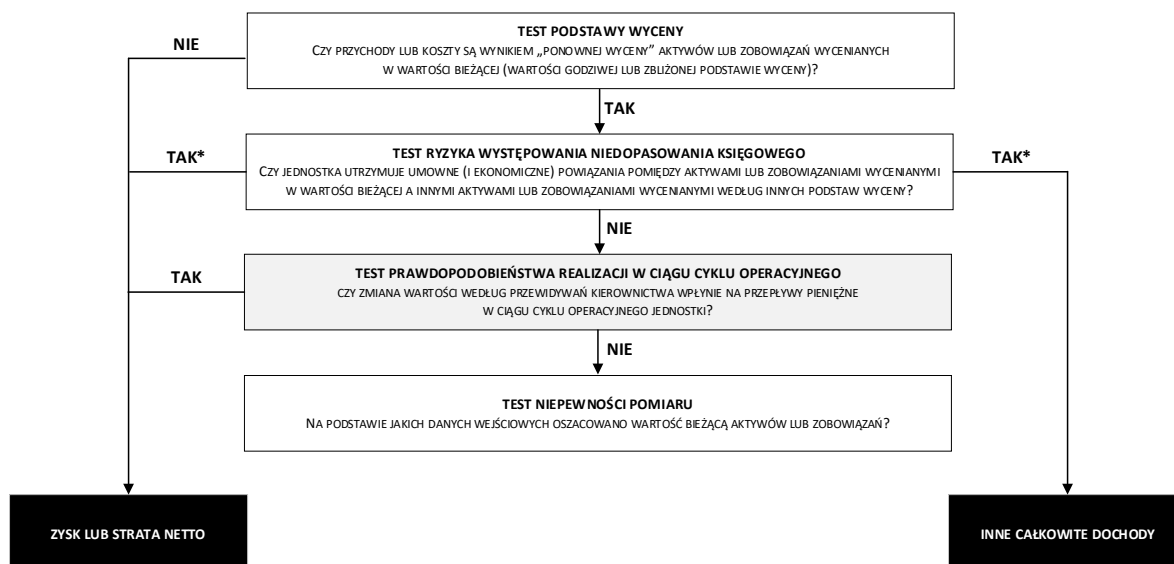 TEST PODSTAWY WYCENY
NIE
CZY PRZYCHODY LUB KOSZTY SĄ WYNIKIEM „PONOWNEJ WYCENY” AKTYWÓW LUB ZOBOWIĄZAŃ WYCENIANYCH
W WARTOŚCI BIEŻĄCEJ (WARTOŚCI GODZIWEJ LUB ZBLIŻONEJ PODSTAWIE WYCENY)?
TAK
TEST RYZYKA WYSTĘPOWANIA NIEDOPASOWANIA KSIĘGOWEGO
TAK*
TAK*
CZY JEDNOSTKA UTRZYMUJE UMOWNE (I EKONOMICZNE) POWIĄZANIA POMIĘDZY AKTYWAMI LUB ZOBOWIĄZANIAMI WYCENIANYMI
W WARTOŚCI BIEŻĄCEJ A INNYMI AKTYWAMI LUB ZOBOWIĄZANIAMI WYCENIANYMI WEDŁUG INNYCH PODSTAW WYCENY?
NIE
TEST PRAWDOPODOBIEŃSTWA REALIZACJI W CIĄGU CYKLU OPERACYJNEGO
TAK
CZY ZMIANA WARTOŚCI WEDŁUG PRZEWIDYWAŃ KIEROWNICTWA WPŁYNIE NA PRZEPŁYWY PIENIĘŻNE
W CIĄGU CYKLU OPERACYJNEGO JEDNOSTKI?
NIE
TEST NIEPEWNOŚCI POMIARU
NA PODSTAWIE JAKICH DANYCH WEJŚCIOWYCH OSZACOWANO WARTOŚĆ BIEŻĄCĄ AKTYWÓW LUB ZOBOWIĄZAŃ?
ZYSK LUB STRATA NETTO
INNE CAŁKOWITE DOCHODY